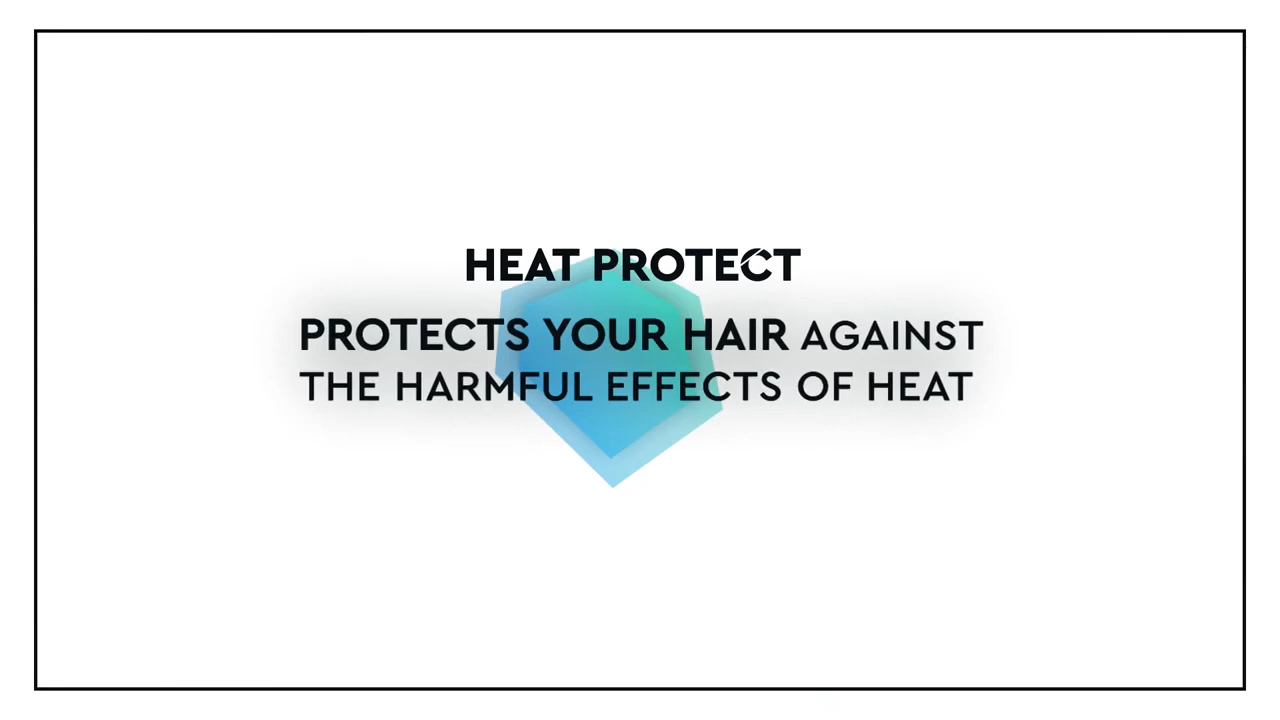 HEAT PROTECT
PROTECTS YOUR HAIR AGAINST
THE HARMFUL EFFECTS OF HEAT